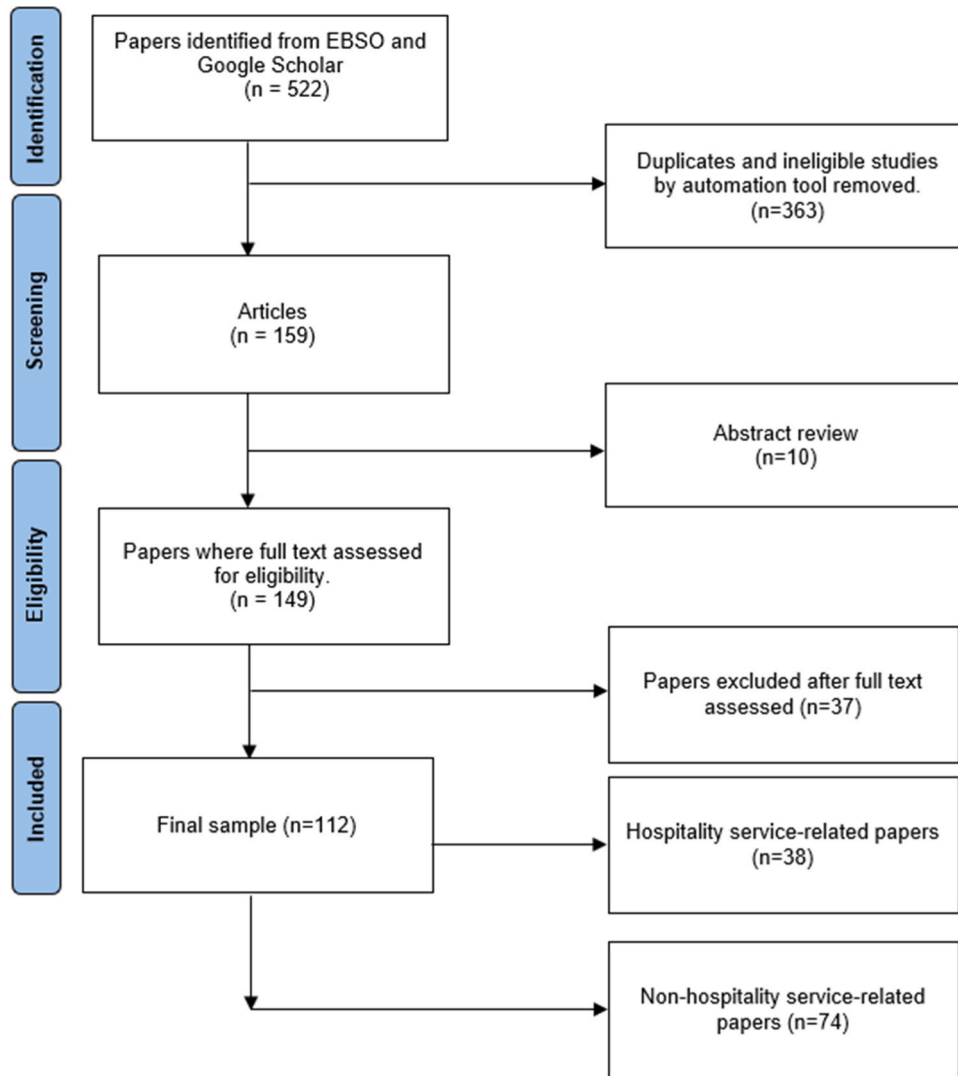 Identification
Papers identified from EBSO and
Google Scholar
(n = 522)
Duplicates and ineligible studies
by automation tool removed.
(n=363)
Screening
Articles
(n = 159)
Abstract review
(n=10)
Eligibility
Papers where full text assessed
for eligibility.
(n = 149)
Papers excluded after full text
assessed (n=37)
Included
Final sample (n=112)
Hospitality service-related papers
(n=38)
Non-hospitality service-related
papers (n=74)